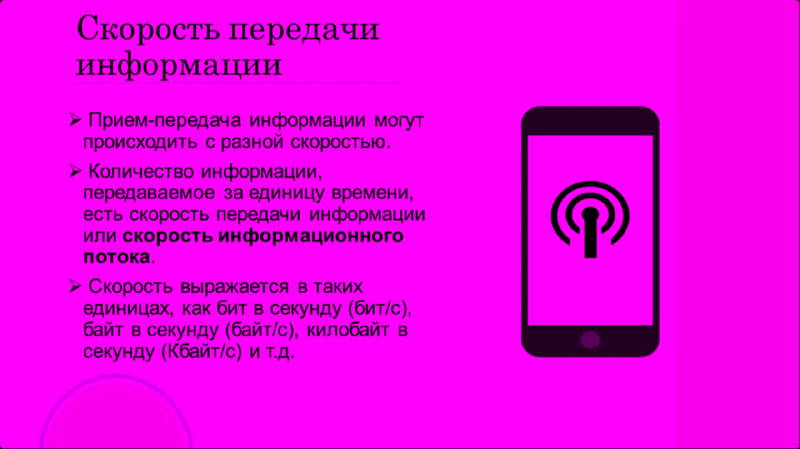 Скорость передачи
информации
➢ Прием-передача информации могут
происходить с разной скоростью.
➢ Количество информации,
передаваемое за единицу времени,
есть скорость передачи информации
или скорость информационного
потока.
➢ Скорость выражается в таких
единицах, как бит в секунду (бит/с),
байт в секунду (байт/с), килобайт в
секунду (Кбайт/с) и т.д.